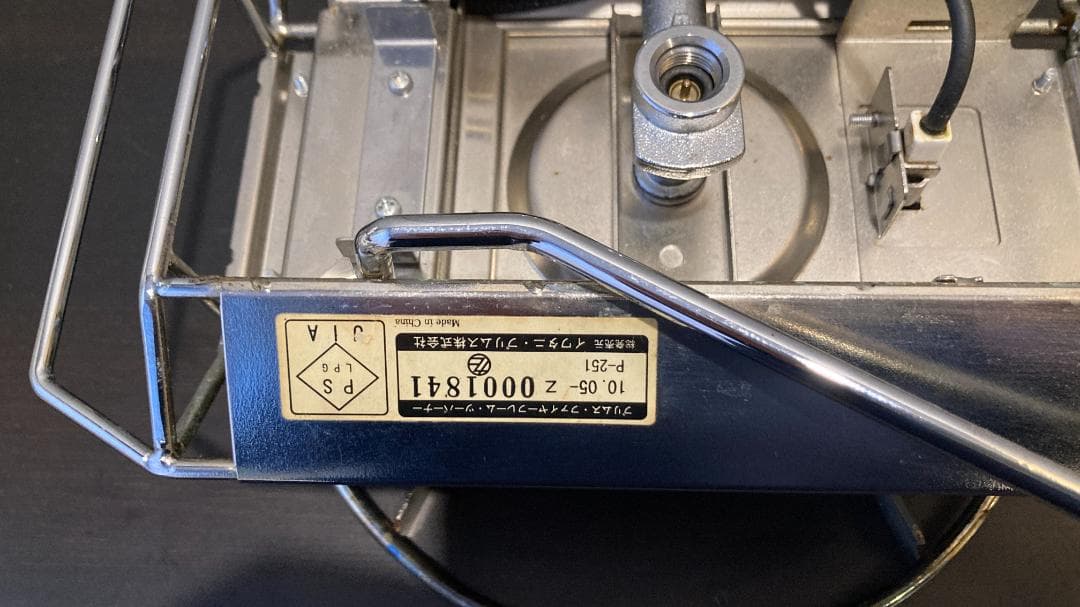 プリムス・ファイヤーフレーム・ツーバーナー
10.05- Z 0001841
P-251
総発売元 イワタニ・プリムス株式会社
PS
LPG
JIA
Made in China